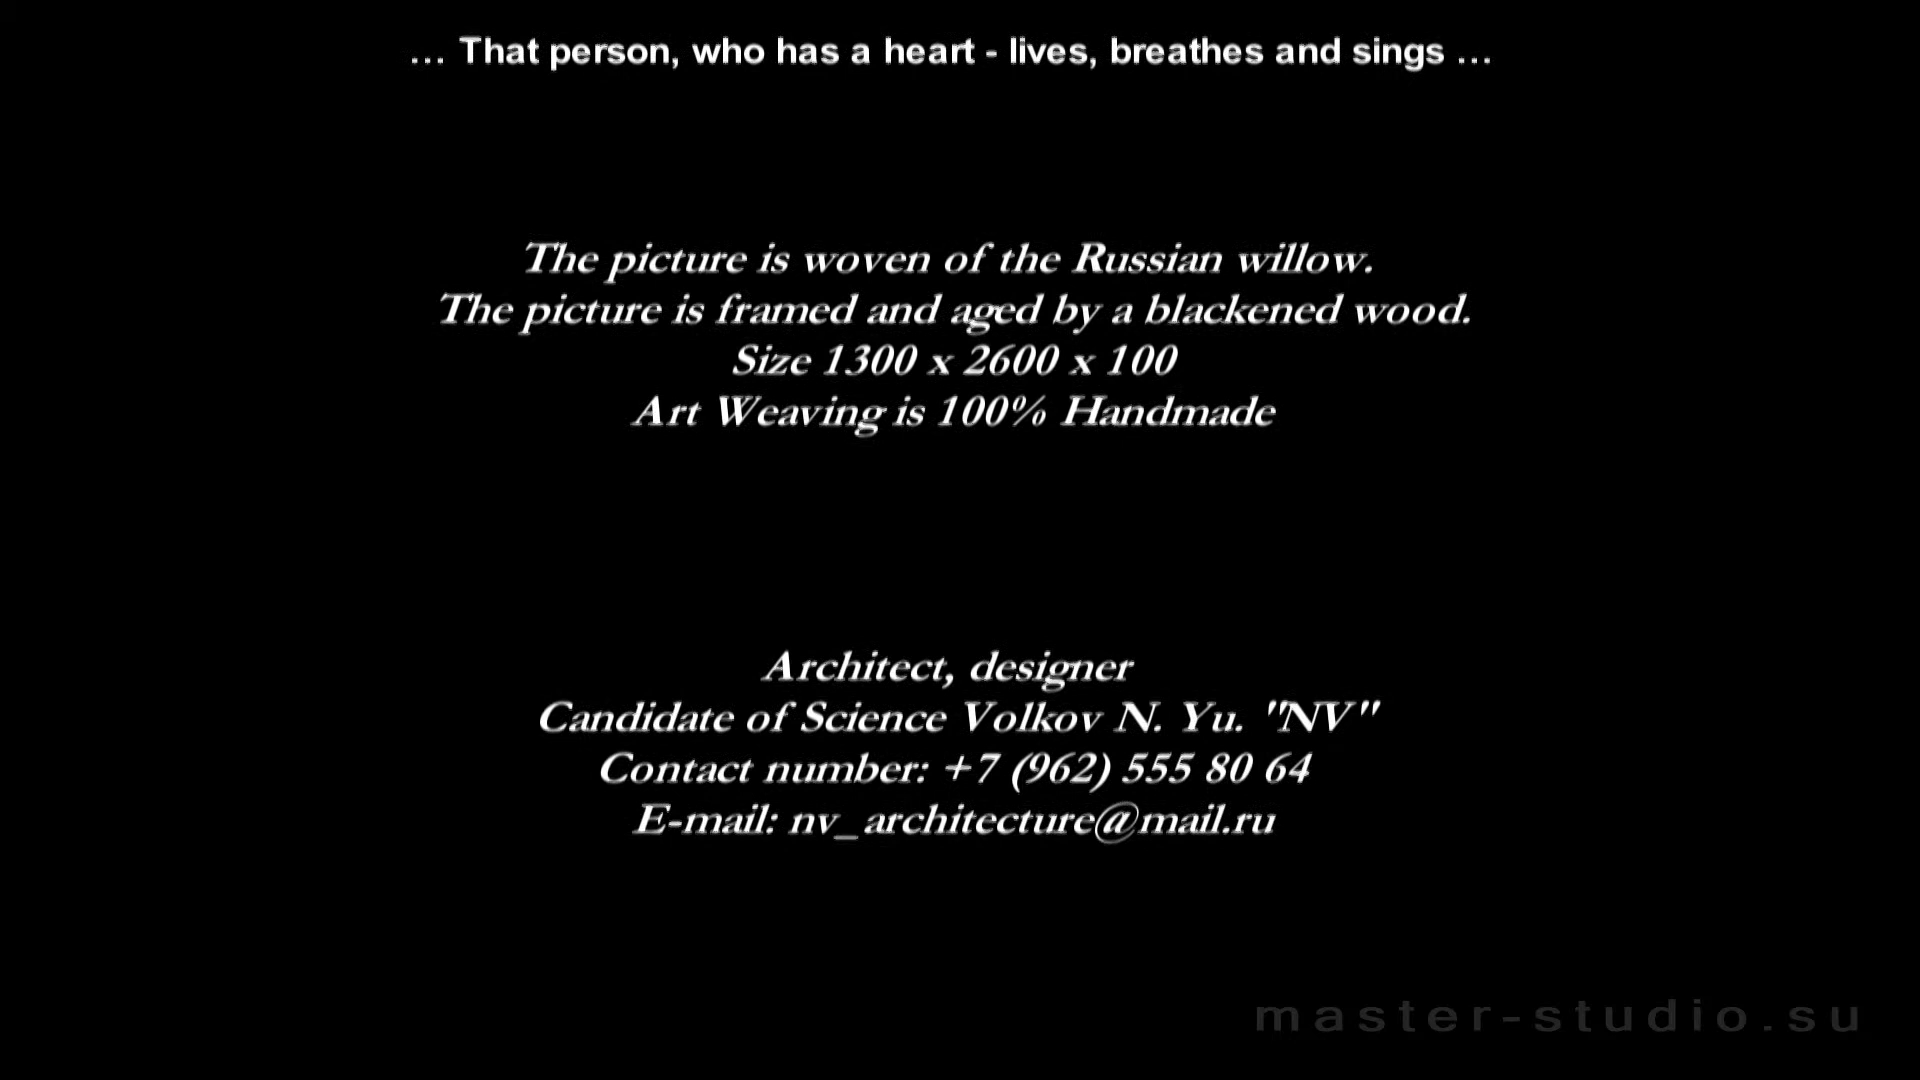 … That person, who has a heart - lives, breathes and sings …
The picture is woven of the Russian willow.
The picture is framed and aged by a blackened wood.
Size 1300 x 2600 x 100
Art Weaving is 100% Handmade
Architect, designer
Candidate of Science Volkov N. Yu. "NV"
Contact number: +7 (962) 555 80 64
E-mail: nv_architecture@mail.ru
master-studio.su